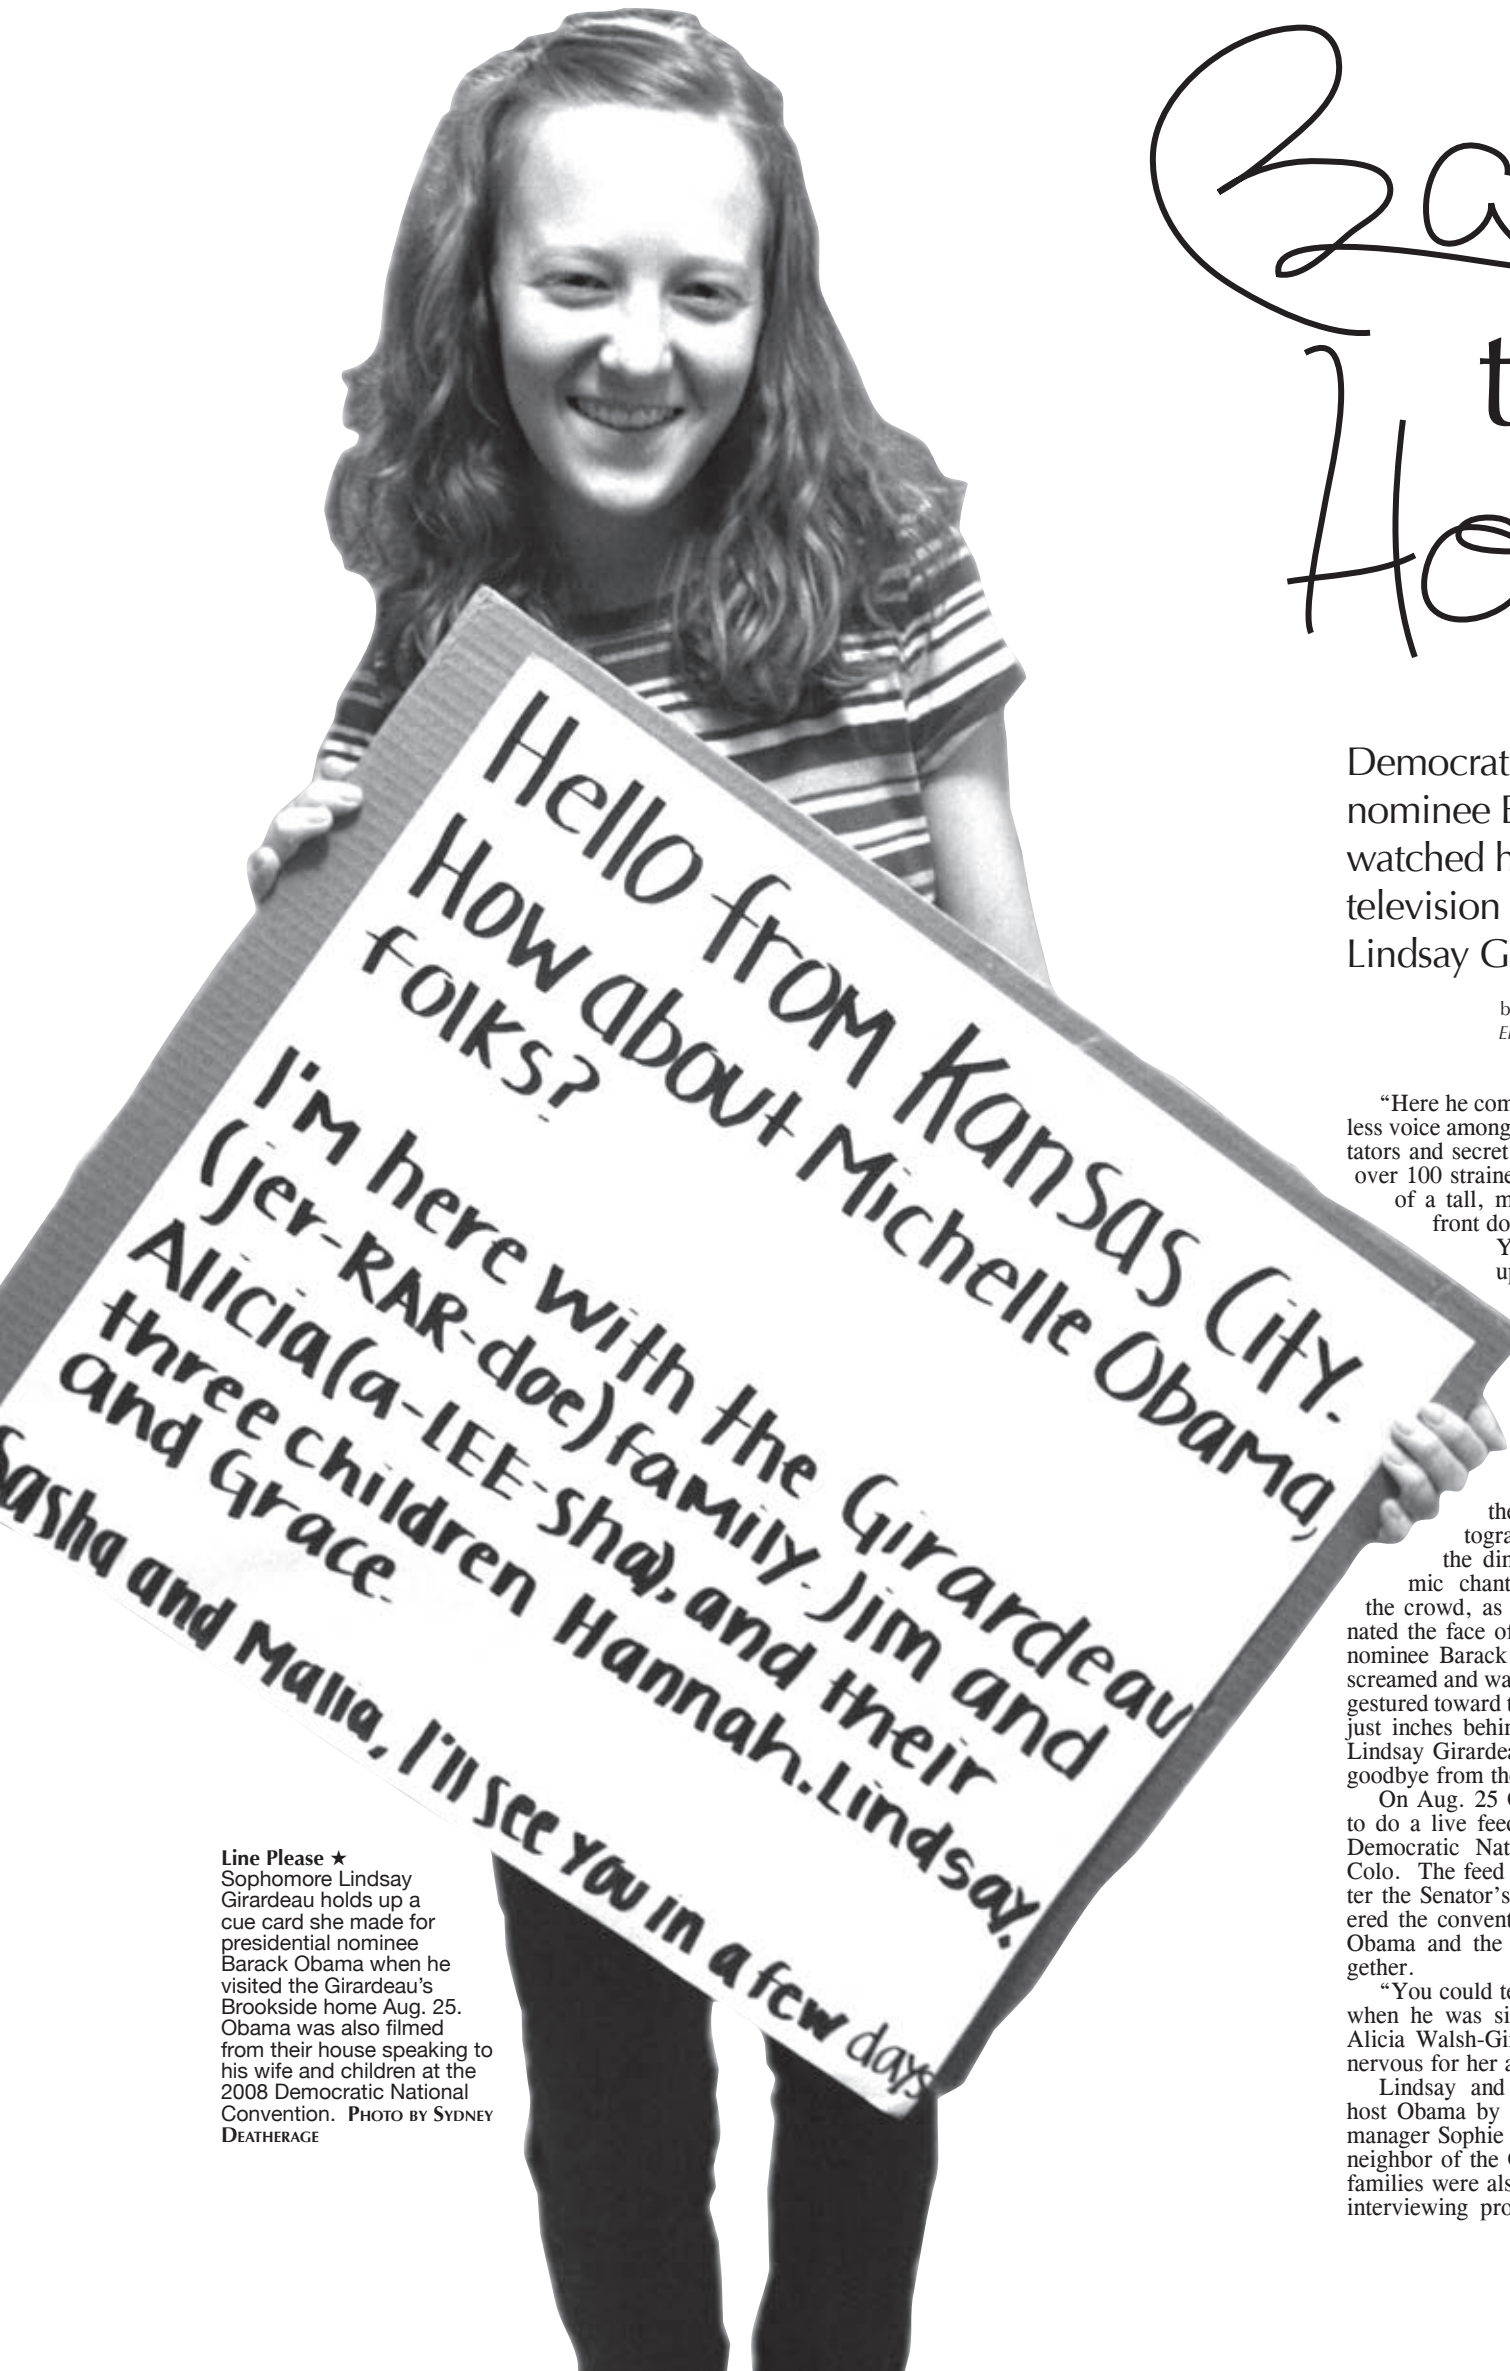 Ba
t
Ho
Democrat
nominee B
watched h
television
Lindsay G
b
“Here he com
less voice among
tators and secret
over 100 straine
of a tall, m
front do
Y
up
the
togra
the din
mic chant
the crowd, as
nated the face of
nominee Barack
screamed and wa
gestured toward t
just inches behin
Lindsay Girardea
goodbye from the
On Aug. 25 O
to do a live feed
Democratic Nat
Colo. The feed
ter the Senator’s
ered the convent
Obama and the
gether.
“You could te
when he was si
Alicia Walsh-Gir
nervous for her a
Lindsay and
host Obama by
manager Sophie
neighbor of the G
families were als
interviewing pro
Hello from Kansas City.
How about Michelle Obama,
folks?
I'm here with the Girardeau
(jer-RAR-doe) family. Jim and
Alicia (a-LEE-sha), and their
three children Hannah. Lindsay.
and Grace.
Sasha and Malia, I'll see you in a few days
Line Please ★
Sophomore Lindsay
Girardeau holds up a
cue card she made for
presidential nominee
Barack Obama when he
visited the Girardeau’s
Brookside home Aug. 25.
Obama was also filmed
from their house speaking to
his wife and children at the
2008 Democratic National
Convention. PHOTO BY SYDNEY
DEATHERAGE